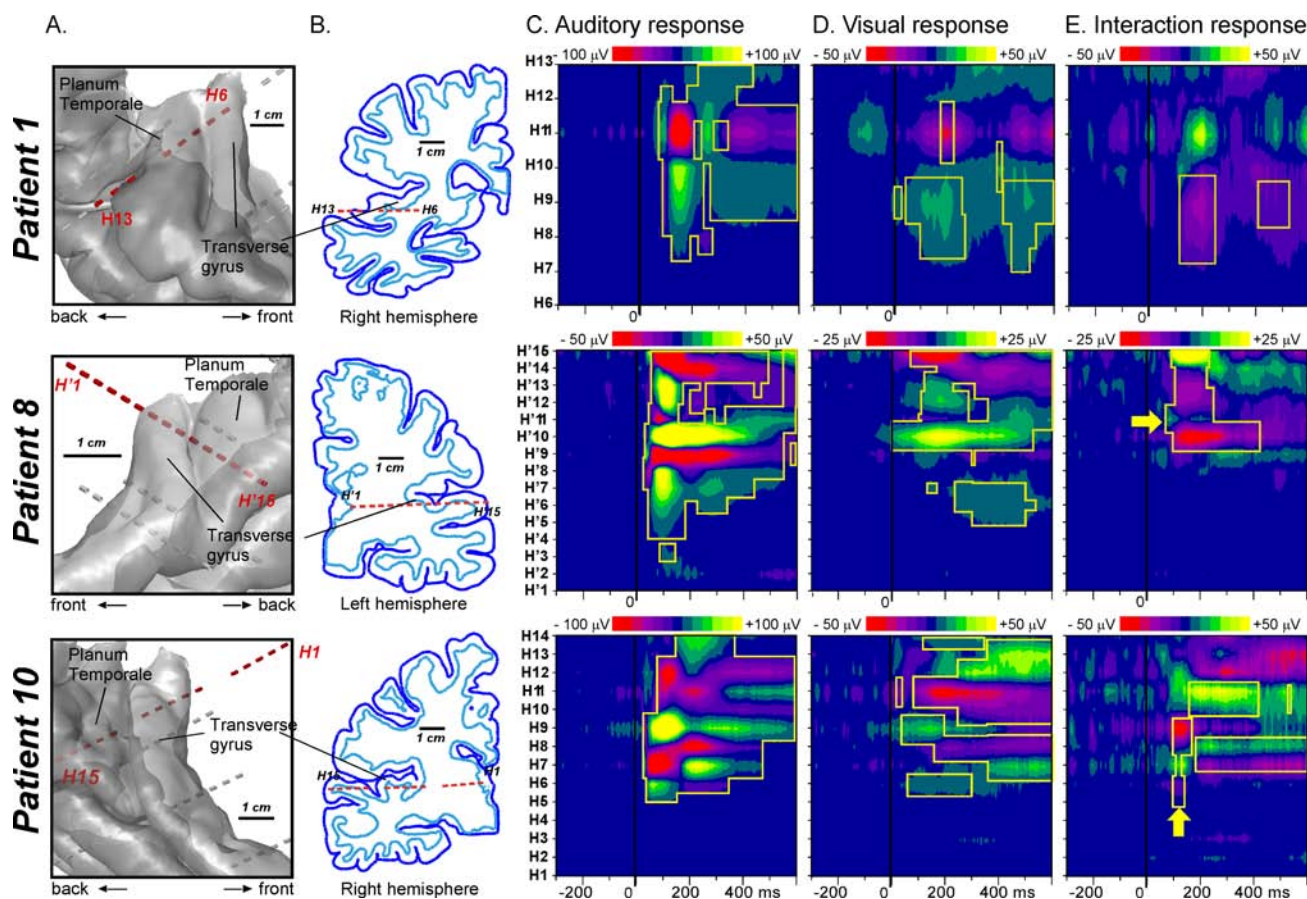 A.
B.
C. Auditory response
D. Visual response
E. Interaction response
Patient 1
Planum
Temporale
H6
1 cm
H13
Transverse
gyrus
back
front
1 cm
H13
H6
Right hemisphere
- 100 µV
+100 µV
H13
H12
H11
H10
H9
H8
H7
H6
0
- 50 µV
+50 µV
0
- 50 µV
+50 µV
0
Patient 8
H'1
Planum
Temporale
1 cm
H'15
Transverse
gyrus
front
back
1 cm
H'1
H'15
Left hemisphere
- 50 µV
+50 µV
H'15
H'14
H'13
H'12
H'11
H'10
H'9
H'8
H'7
H'6
H'5
H'4
H'3
H'2
H'1
0
- 25 µV
+25 µV
0
- 25 µV
+25 µV
0
Patient 10
Planum
Temporale
H1
Transverse
gyrus
H15
1 cm
back
front
1 cm
H15
H1
Right hemisphere
- 100 µV
+100 µV
H14
H13
H12
H11
H10
H9
H8
H7
H6
H5
H4
H3
H2
H1
-200 0 200 400 ms
- 50 µV
+50 µV
-200 0 200 400 ms
- 50 µV
+50 µV
-200 0 200 400 ms